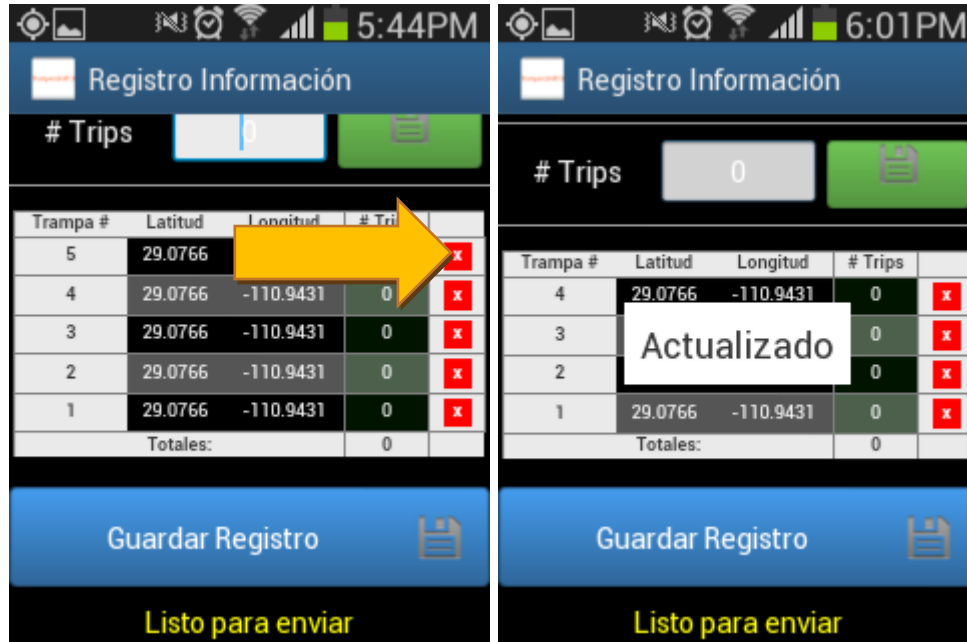 5:44PM
Registro Información
# Trips 0
Trampa # Latitud Longitud # Tri
5 29.0766 x
4 29.0766 -110.9431 0 x
3 29.0766 -110.9431 0 x
2 29.0766 -110.9431 0 x
1 29.0766 -110.9431 0 x
Totales: 0
Guardar Registro
Listo para enviar
6:01PM
Registro Información
# Trips 0
Trampa # Latitud Longitud # Trips
4 29.0766 -110.9431 0 x
3 0 x
Actualizado
2 0 x
1 29.0766 -110.9431 0 x
Totales: 0
Guardar Registro
Listo para enviar